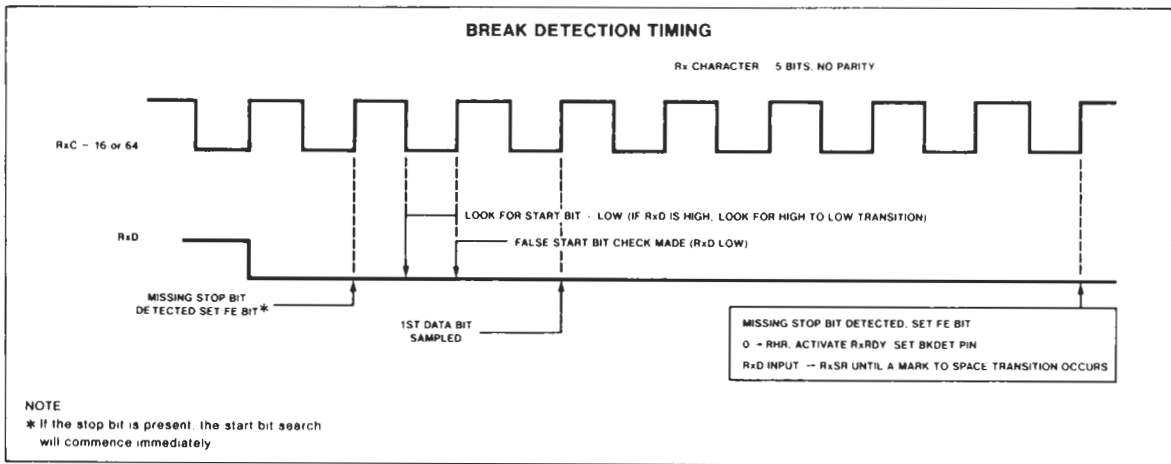 BREAK DETECTION TIMING
Rx CHARACTER 5 BITS, NO PARITY
RxC - 16 or 64
LOOK FOR START BIT - LOW (IF RxD IS HIGH, LOOK FOR HIGH TO LOW TRANSITION)
RxD
FALSE START BIT CHECK MADE (RxD LOW)
MISSING STOP BIT
DETECTED SET FE BIT*
1ST DATA BIT
SAMPLED
MISSING STOP BIT DETECTED, SET FE BIT
0 → RHR, ACTIVATE RxRDY SET BKDET PIN
RxD INPUT → RxSR UNTIL A MARK TO SPACE TRANSITION OCCURS
NOTE
* If the stop bit is present, the start bit search
will commence immediately